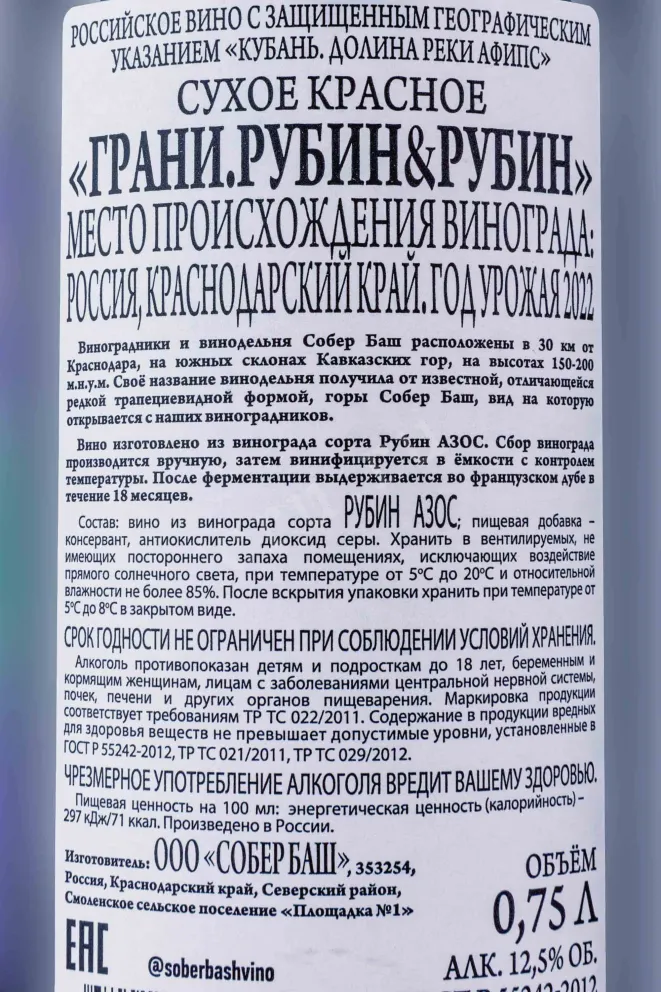 РОССИЙСКОЕ ВИНО С ЗАЩИЩЕННЫМ ГЕОГРАФИЧЕСКИМ
УКАЗАНИЕМ «КУБАНЬ. ДОЛИНА РЕКИ АФИПС»
СУХОЕ КРАСНОЕ
«ГРАНИ.РУБИН&РУБИН»
МЕСТО ПРОИСХОЖДЕНИЯ ВИНОГРАДА:
РОССИЯ, КРАСНОДАРСКИЙ КРАЙ. ГОД УРОЖАЯ 2022
Виноградники и винодельня Собер Баш расположены в 30 км от
Краснодара, на южных склонах Кавказских гор, на высотах 150-200
м.н.у.м. Своё название винодельня получила от известной, отличающейся
редкой трапециевидной формой, горы Собер Баш, вид на которую
открывается с наших виноградников.
Вино изготовлено из винограда сорта Рубин АЗОС. Сбор винограда
производится вручную, затем винифицируется в ёмкости с контролем
температуры. После ферментации выдерживается во французском дубе в
течение 18 месяцев.
Состав: вино из винограда сорта РУБИН АЗОС; пищевая добавка –
консервант, антиокислитель диоксид серы. Хранить в вентилируемых, не
имеющих постороннего запаха помещениях, исключающих воздействие
прямого солнечного света, при температуре от 5ºС до 20ºС и относительной
влажности не более 85%. После вскрытия упаковки хранить при температуре от
5ºС до 8ºС в закрытом виде.
СРОК ГОДНОСТИ НЕ ОГРАНИЧЕН ПРИ СОБЛЮДЕНИИ УСЛОВИЙ ХРАНЕНИЯ.
Алкоголь противопоказан детям и подросткам до 18 лет, беременным и
кормящим женщинам, лицам с заболеваниями центральной нервной системы,
почек, печени и других органов пищеварения. Маркировка продукции
соответствует требованиям ТР ТС 022/2011. Содержание в продукции вредных
для здоровья веществ не превышает допустимые уровни, установленные в
ГОСТ Р 55242-2012, ТР ТС 021/2011, ТР ТС 029/2012.
ЧРЕЗМЕРНОЕ УПОТРЕБЛЕНИЕ АЛКОГОЛЯ ВРЕДИТ ВАШЕМУ ЗДОРОВЬЮ.
Пищевая ценность на 100 мл: энергетическая ценность (калорийность) –
297 кДж/71 ккал. Произведено в России.
Изготовитель: ООО «СОБЕР БАШ», 353254,
Россия, Краснодарский край, Северский район,
Смоленское сельское поселение «Площадка №1»
ОБЪЁМ
0,75 Л
АЛК. 12,5% ОБ.
ЕАС
@soberbashvino
Р 55242-2012